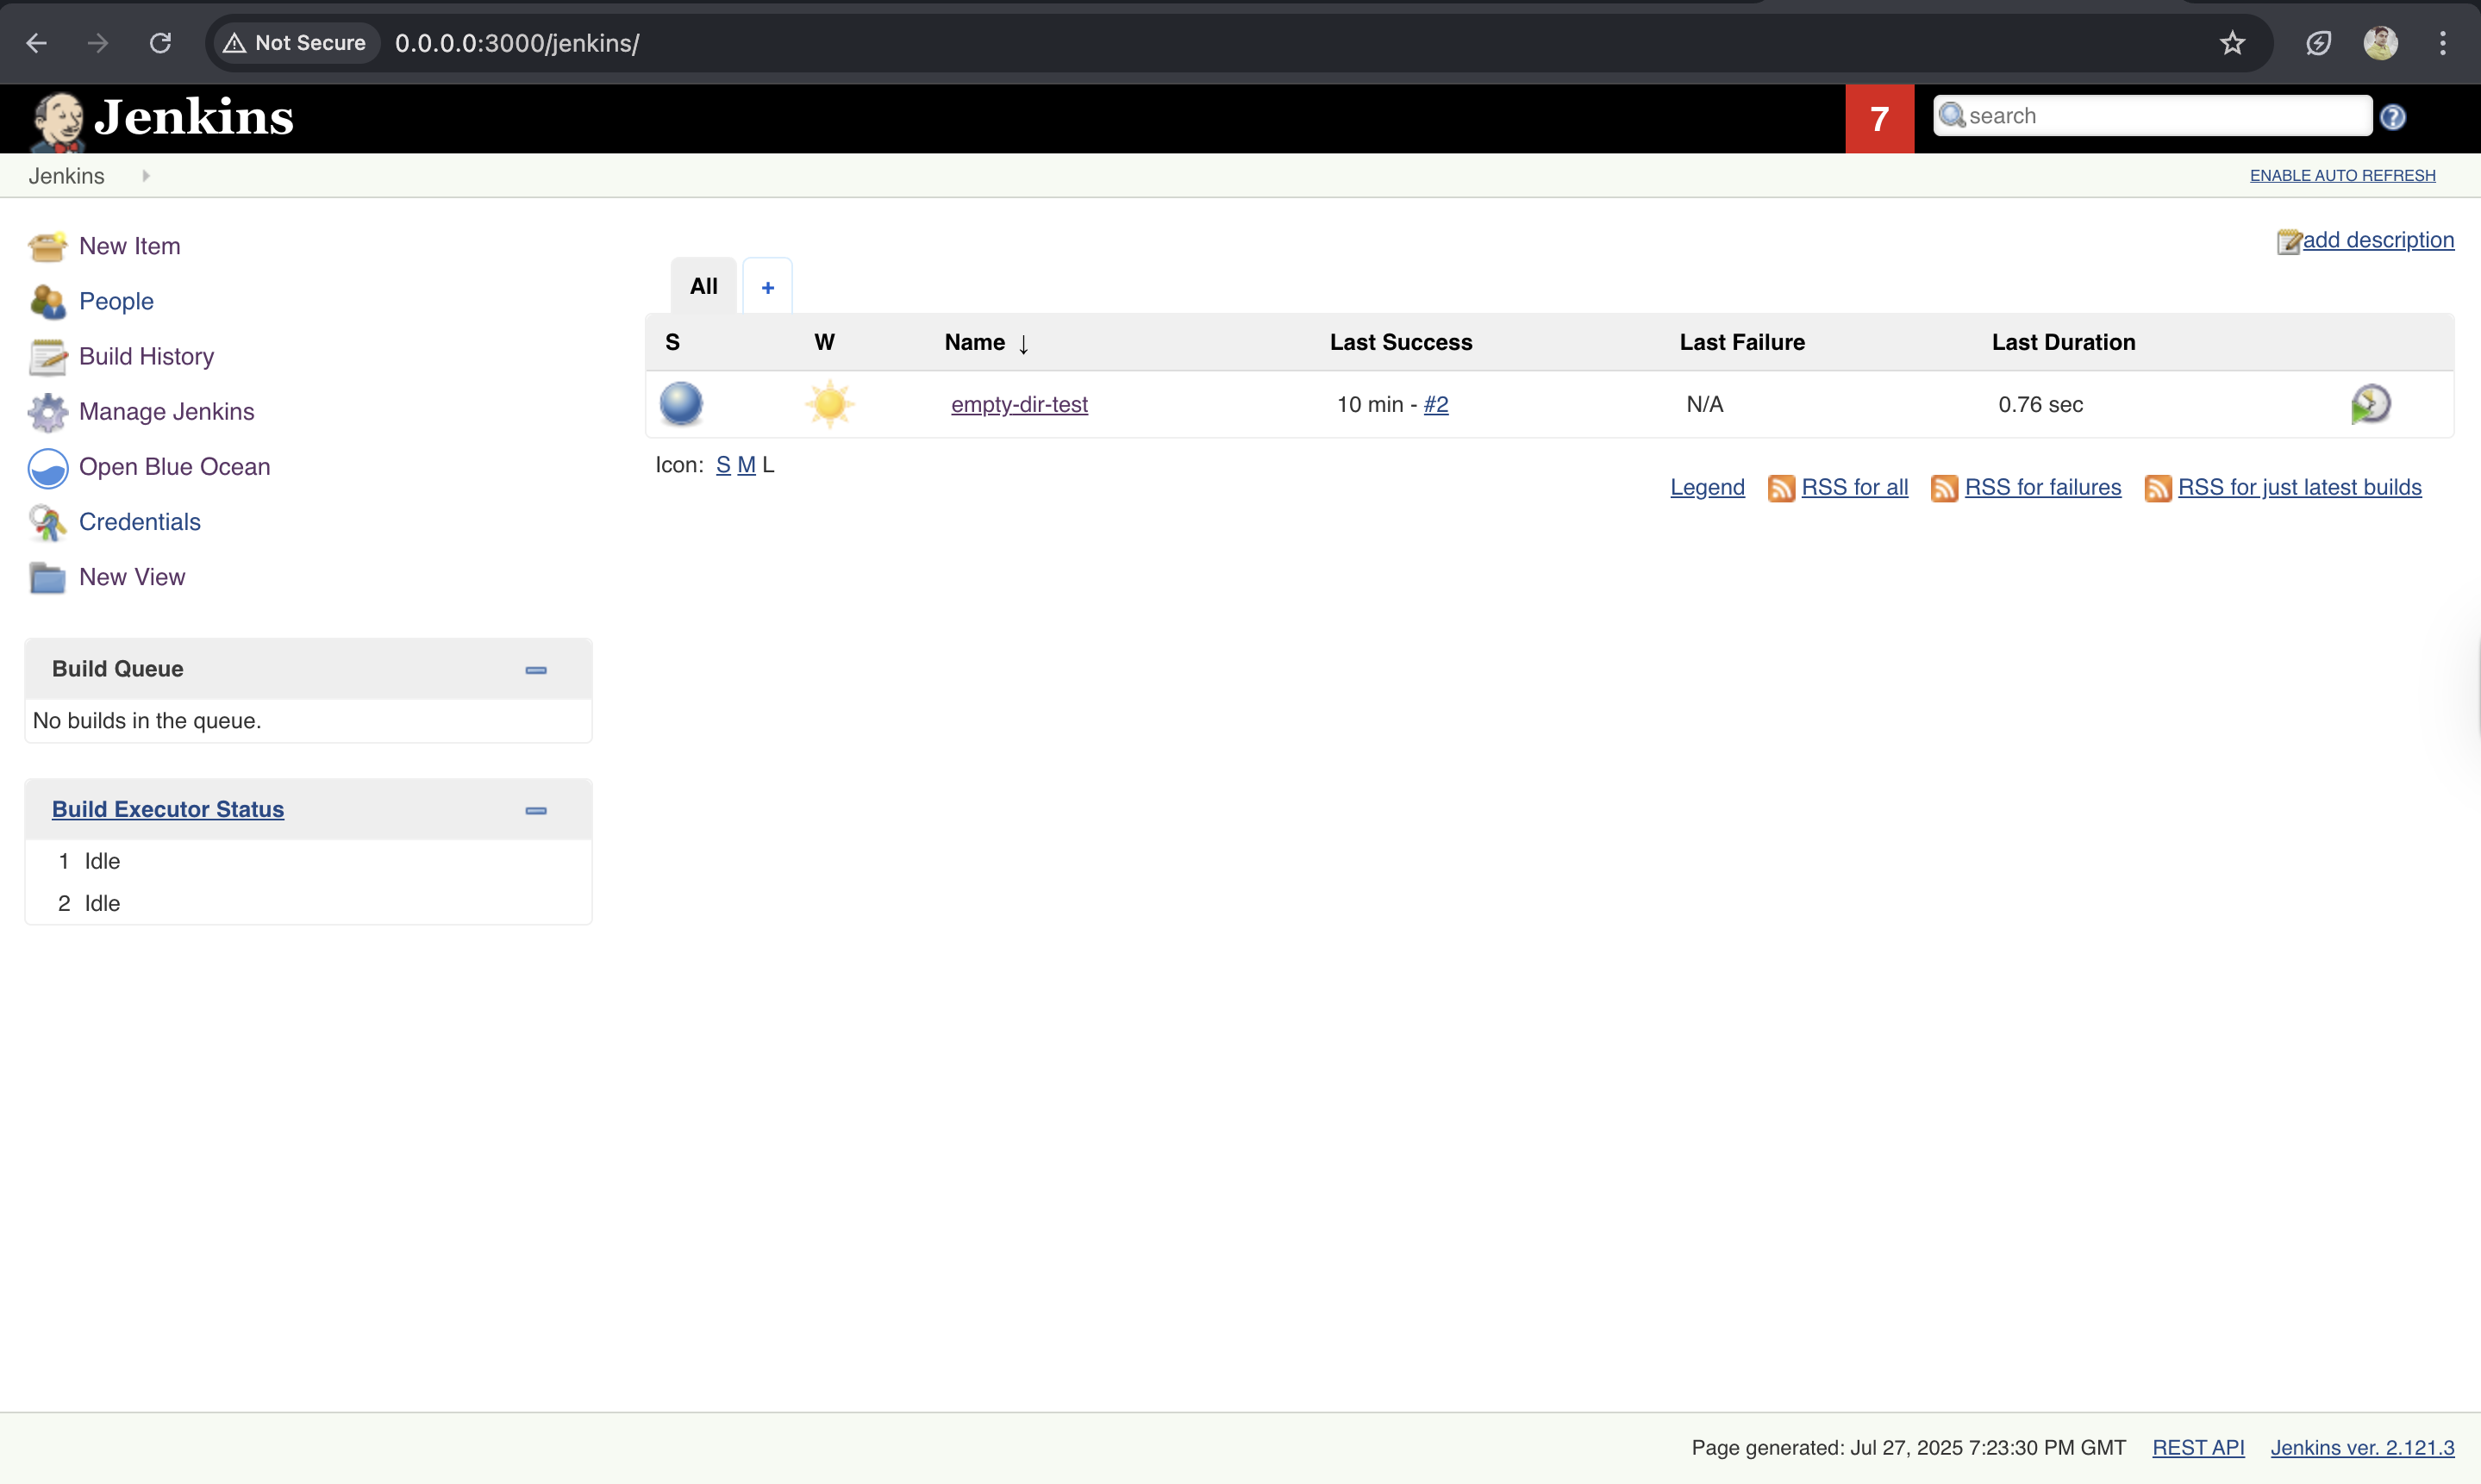 Not Secure 0.0.0.0:3000/jenkins/
Jenkins 7 search
Jenkins ENABLE AUTO REFRESH
add description
New Item
People
Build History
Manage Jenkins
Open Blue Ocean
Credentials
New View
Build Queue
No builds in the queue.
Build Executor Status
1 Idle
2 Idle
All +
S W Name ↓ Last Success Last Failure Last Duration
empty-dir-test 10 min - #2 N/A 0.76 sec
Icon: S M L
Legend RSS for all RSS for failures RSS for just latest builds
Page generated: Jul 27, 2025 7:23:30 PM GMT REST API Jenkins ver. 2.121.3